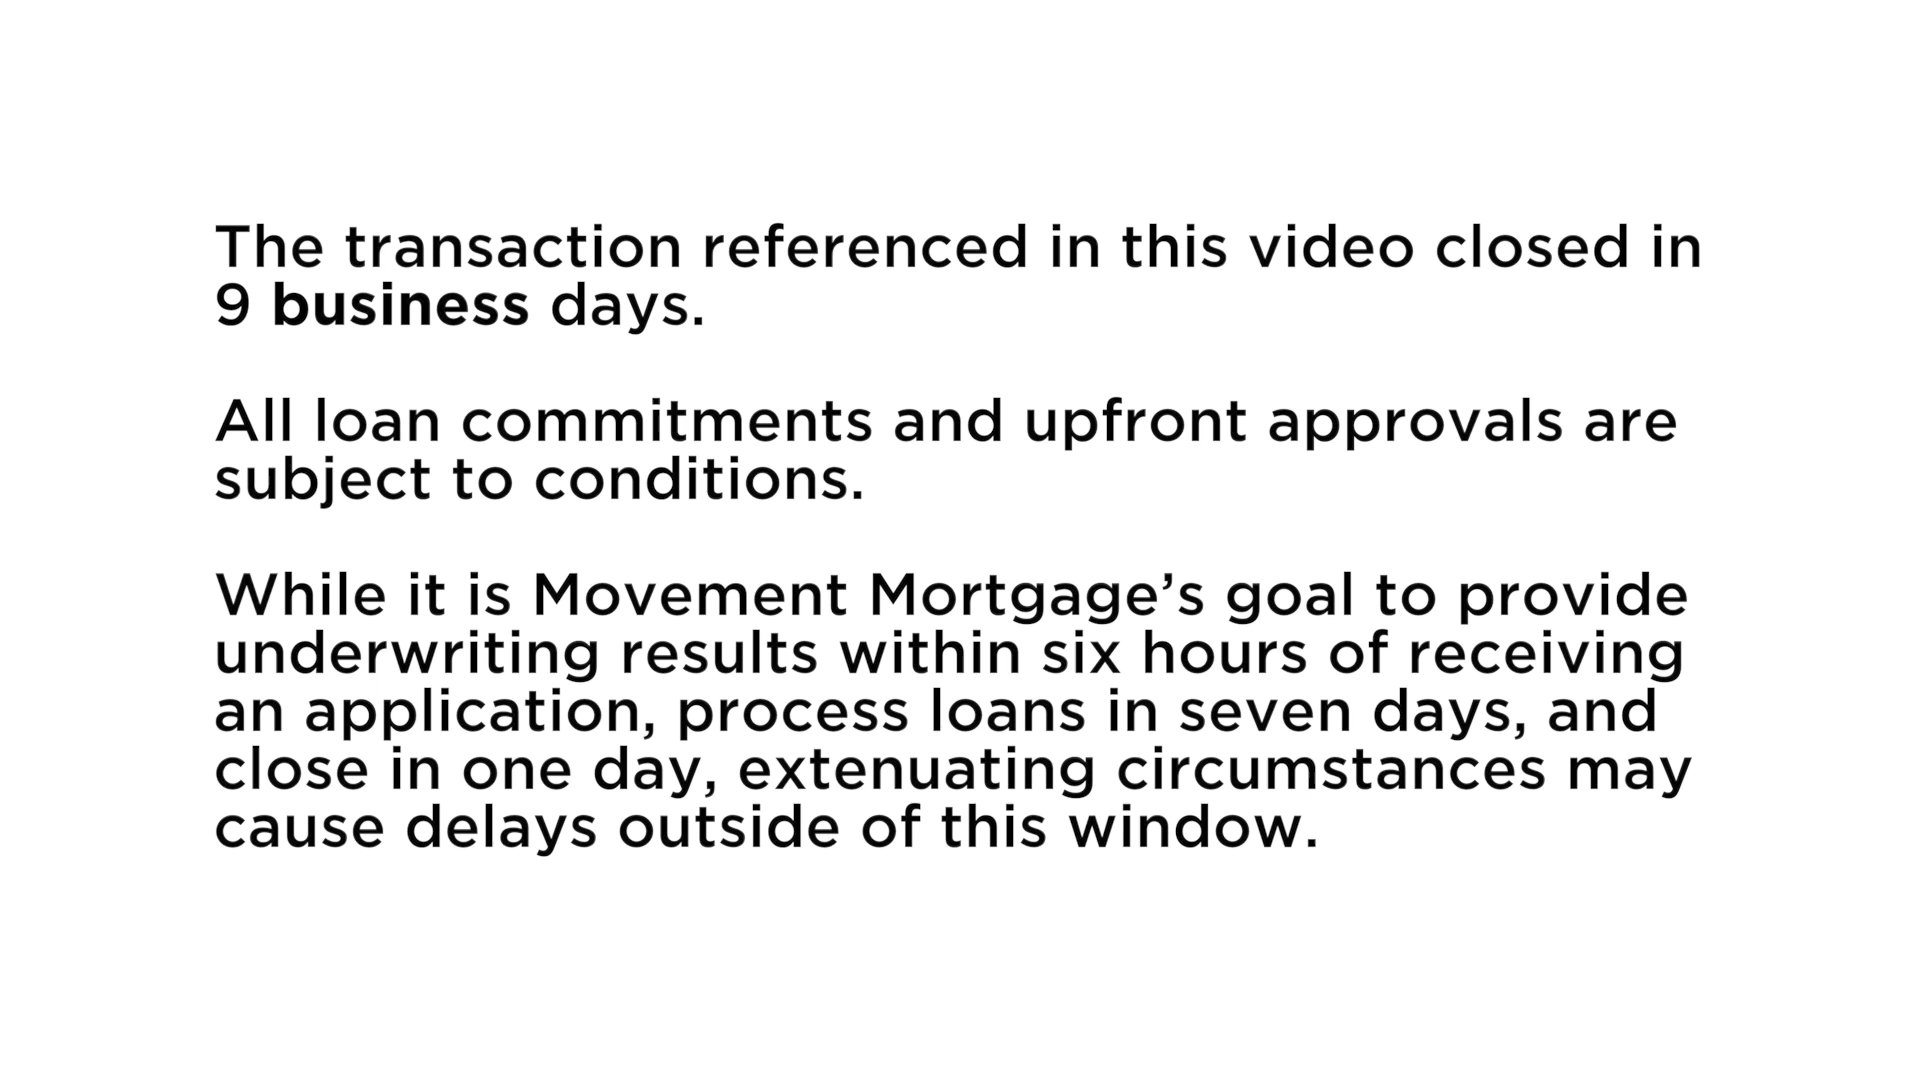 The transaction referenced in this video closed in
9 business days.
All loan commitments and upfront approvals are
subject to conditions.
While it is Movement Mortgage’s goal to provide
underwriting results within six hours of receiving
an application, process loans in seven days, and
close in one day, extenuating circumstances may
cause delays outside of this window.